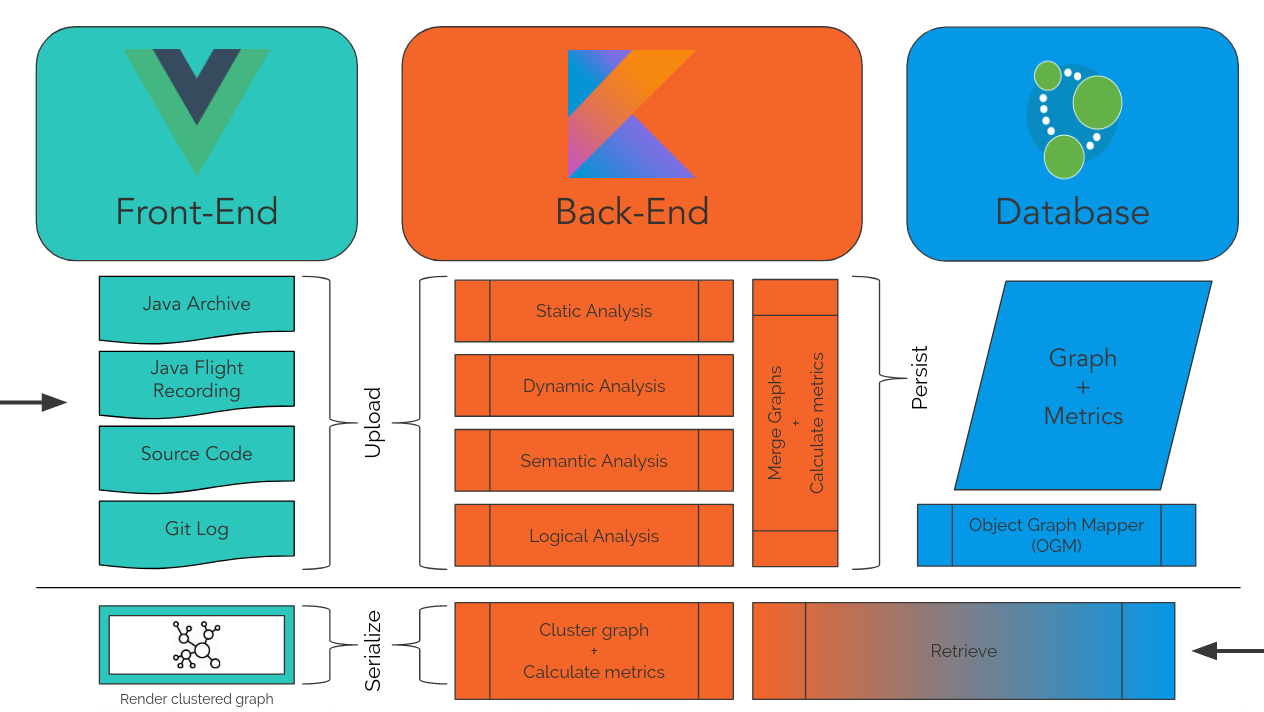 Front-End
Back-End
Database
Java Archive
Java Flight
Recording
Source Code
Git Log
Upload
Static Analysis
Dynamic Analysis
Semantic Analysis
Logical Analysis
Merge Graphs
+
Calculate metrics
Persist
Graph
+
Metrics
Object Graph Mapper
(OGM)
Render clustered graph
Serialize
Cluster graph
+
Calculate metrics
Retrieve